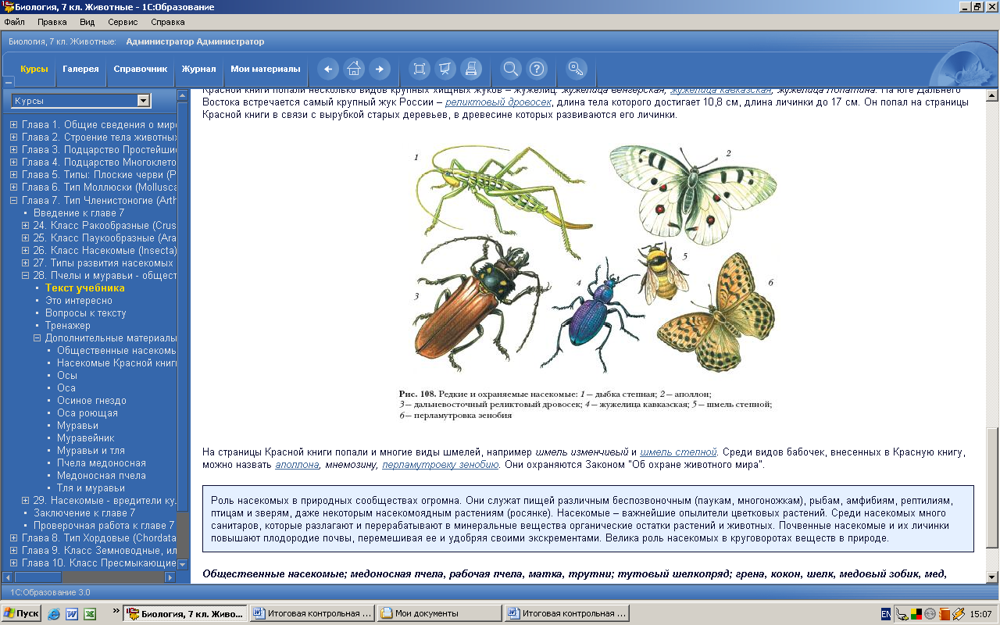 Биология, 7 кл. Животные - 1С:Образование
Файл Правка Вид Сервис Справка
Биология, 7 кл. Животные: Администратор Администратор
Курсы Галерея Справочник Журнал Мои материалы
Курсы
Глава 1. Общие сведения о мир
Глава 2. Строение тела животных
Глава 3. Подцарство Простейши
Глава 4. Подцарство Многоклето
Глава 5. Типы: Плоские черви (P
Глава 6. Тип Моллюски (Mollusca
Глава 7. Тип Членистоногие (Arth
Введение к главе 7
24. Класс Ракообразные (Crus
25. Класс Паукообразные (Ara
26. Класс Насекомые (Insecta)
27. Типы развития насекомых
28. Пчелы и муравьи - общест
Текст учебника
Это интересно
Вопросы к тексту
Тренажер
Дополнительные материалы
Общественные насекомы
Насекомые Красной книги
Осы
Оса
Осиное гнездо
Оса роющая
Муравьи
Муравейник
Муравьи и тля
Пчела медоносная
Медоносная пчела
Тля и муравьи
29. Насекомые - вредители ку
Заключение к главе 7
Проверочная работа к главе 7
Глава 8. Тип Хордовые (Chordata
Глава 9. Класс Земноводные, ил
Глава 10. Класс Пресмыкающие
Красной книги попали несколько видов крупных хищных жуков – жужелиц: жужелица венгерская, жужелица кавказская, жужелица Лопатина. На юге Дальнего
Востока встречается самый крупный жук России – реликтовый дровосек, длина тела которого достигает 10,8 см, длина личинки до 17 см. Он попал на страницы
Красной книги в связи с вырубкой старых деревьев, в древесине которых развиваются его личинки.
1
2
3
4
5
6
Рис. 108. Редкие и охраняемые насекомые: 1 – дыбка степная; 2 – аполлон;
3 – дальневосточный реликтовый дровосек; 4 – жужелица кавказская; 5 – шмель степной;
6 – перламутровка зенобия
На страницы Красной книги попали и многие виды шмелей, например шмель изменчивый и шмель степной. Среди видов бабочек, внесенных в Красную книгу,
можно назвать аполлона, мнемозину, перламутровку зенобию. Они охраняются Законом "Об охране животного мира".
Роль насекомых в природных сообществах огромна. Они служат пищей различным беспозвоночным (паукам, многоножкам), рыбам, амфибиям, рептилиям,
птицам и зверям, даже некоторым насекомоядным растениям (росянке). Насекомые – важнейшие опылители цветковых растений. Среди насекомых много
санитаров, которые разлагают и перерабатывают в минеральные вещества органические остатки растений и животных. Почвенные насекомые и их личинки
повышают плодородие почвы, перемешивая ее и удобряя своими экскрементами. Велика роль насекомых в круговоротах веществ в природе.
Общественные насекомые; медоносная пчела, рабочая пчела, матка, трутни; тутовый шелкопряд; грена, кокон, шелк, медовый зобик, мед,
1С:Образование 3.0
Пуск » Биология, 7 кл. Живо... Итоговая контрольная ... Мои документы Итоговая контрольная ... EN 15:07